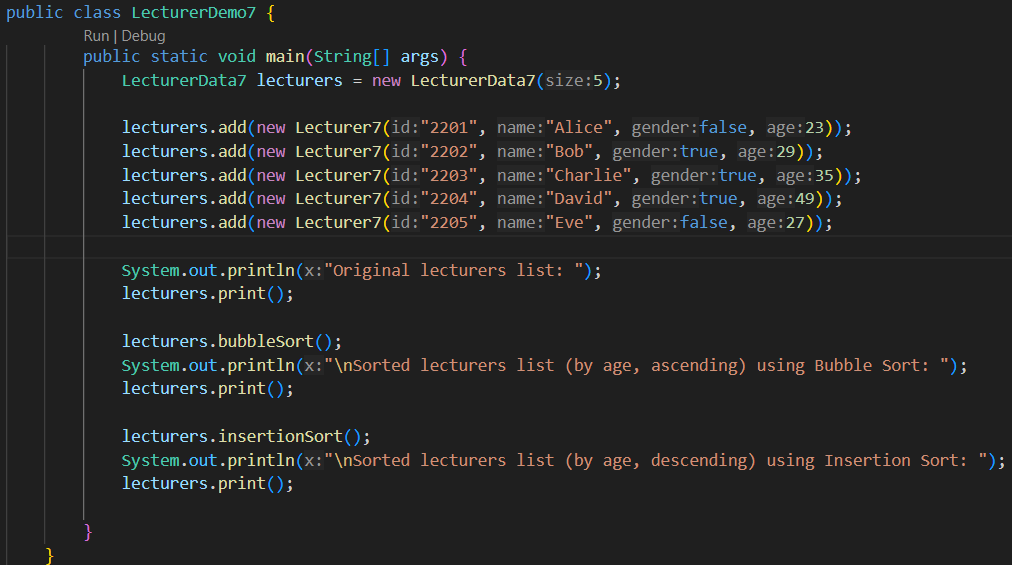 public class LecturerDemo7 {
Run | Debug
public static void main(String[] args) {
LecturerData7 lecturers = new LecturerData7(size:5);
lecturers.add(new Lecturer7(id:"2201", name:"Alice", gender:false, age:23));
lecturers.add(new Lecturer7(id:"2202", name:"Bob", gender:true, age:29));
lecturers.add(new Lecturer7(id:"2203", name:"Charlie", gender:true, age:35));
lecturers.add(new Lecturer7(id:"2204", name:"David", gender:true, age:49));
lecturers.add(new Lecturer7(id:"2205", name:"Eve", gender:false, age:27));
System.out.println(x:"Original lecturers list: ");
lecturers.print();
lecturers.bubbleSort();
System.out.println(x:"\nSorted lecturers list (by age, ascending) using Bubble Sort: ");
lecturers.print();
lecturers.insertionSort();
System.out.println(x:"\nSorted lecturers list (by age, descending) using Insertion Sort: ");
lecturers.print();
}
}